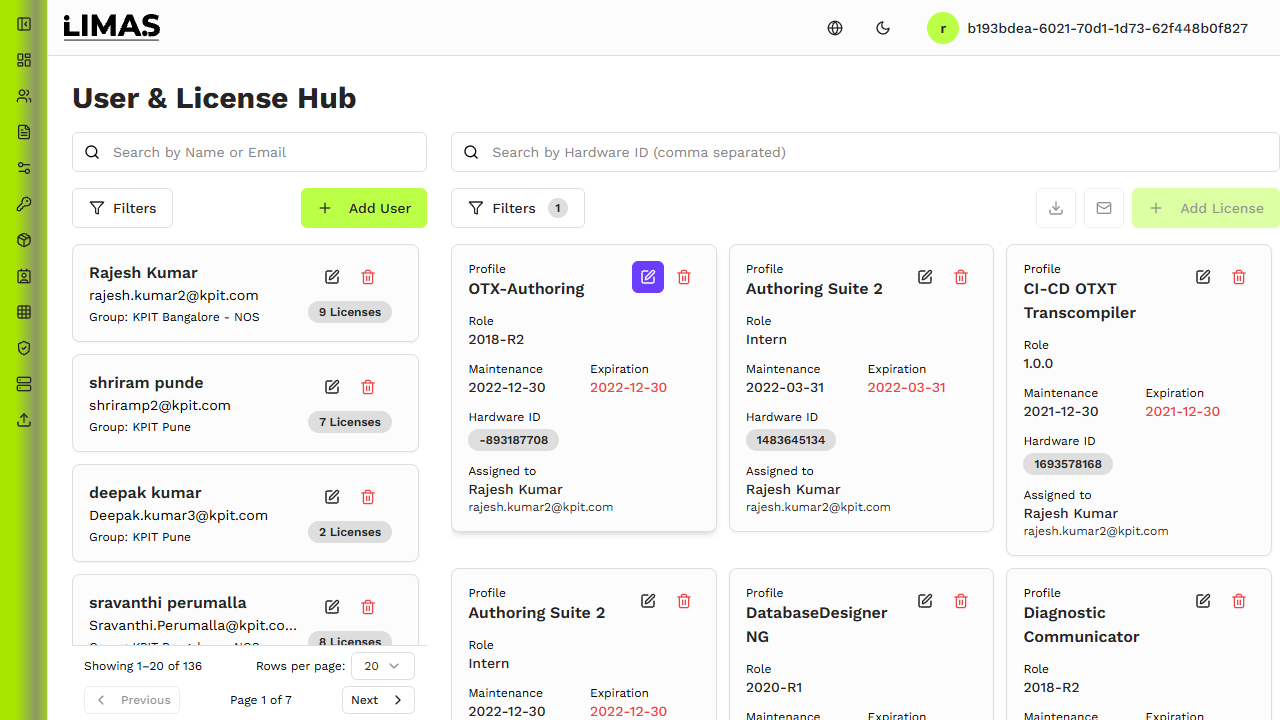 LIMAS
r
b193bdea-6021-70d1-1d73-62f448b0f827
User & License Hub
Search by Name or Email
Filters
Add User
Rajesh Kumar
rajesh.kumar2@kpit.com
Group: KPIT Bangalore - NOS
9 Licenses
shriram punde
shriramp2@kpit.com
Group: KPIT Pune
7 Licenses
deepak kumar
Deepak.kumar3@kpit.com
Group: KPIT Pune
2 Licenses
sravanthi perumalla
Sravanthi.Perumalla@kpit.co...
8 Licenses
Showing 1–20 of 136
Rows per page:
20
Previous
Page 1 of 7
Next
Search by Hardware ID (comma separated)
Filters
1
Add License
Profile
OTX-Authoring
Role
2018-R2
Maintenance
2022-12-30
Expiration
2022-12-30
Hardware ID
-893187708
Assigned to
Rajesh Kumar
rajesh.kumar2@kpit.com
Profile
Authoring Suite 2
Role
Intern
Maintenance
2022-03-31
Expiration
2022-03-31
Hardware ID
1483645134
Assigned to
Rajesh Kumar
rajesh.kumar2@kpit.com
Profile
CI-CD OTXT
Transcompiler
Role
1.0.0
Maintenance
2021-12-30
Expiration
2021-12-30
Hardware ID
1693578168
Assigned to
Rajesh Kumar
rajesh.kumar2@kpit.com
Profile
Authoring Suite 2
Role
Intern
Maintenance
2022-12-30
Expiration
2022-12-30
Profile
DatabaseDesigner
NG
Role
2020-R1
Maintenance
Expiration
Profile
Diagnostic
Communicator
Role
2018-R2
Maintenance
Expiration